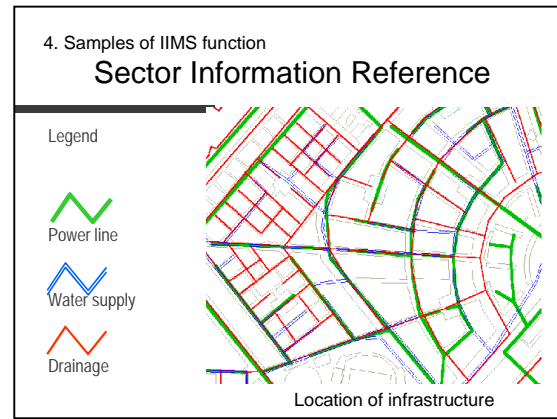 4. Samples of IIMS function
Sector Information Reference
Legend
Power line
Water supply
Drainage
Location of infrastructure